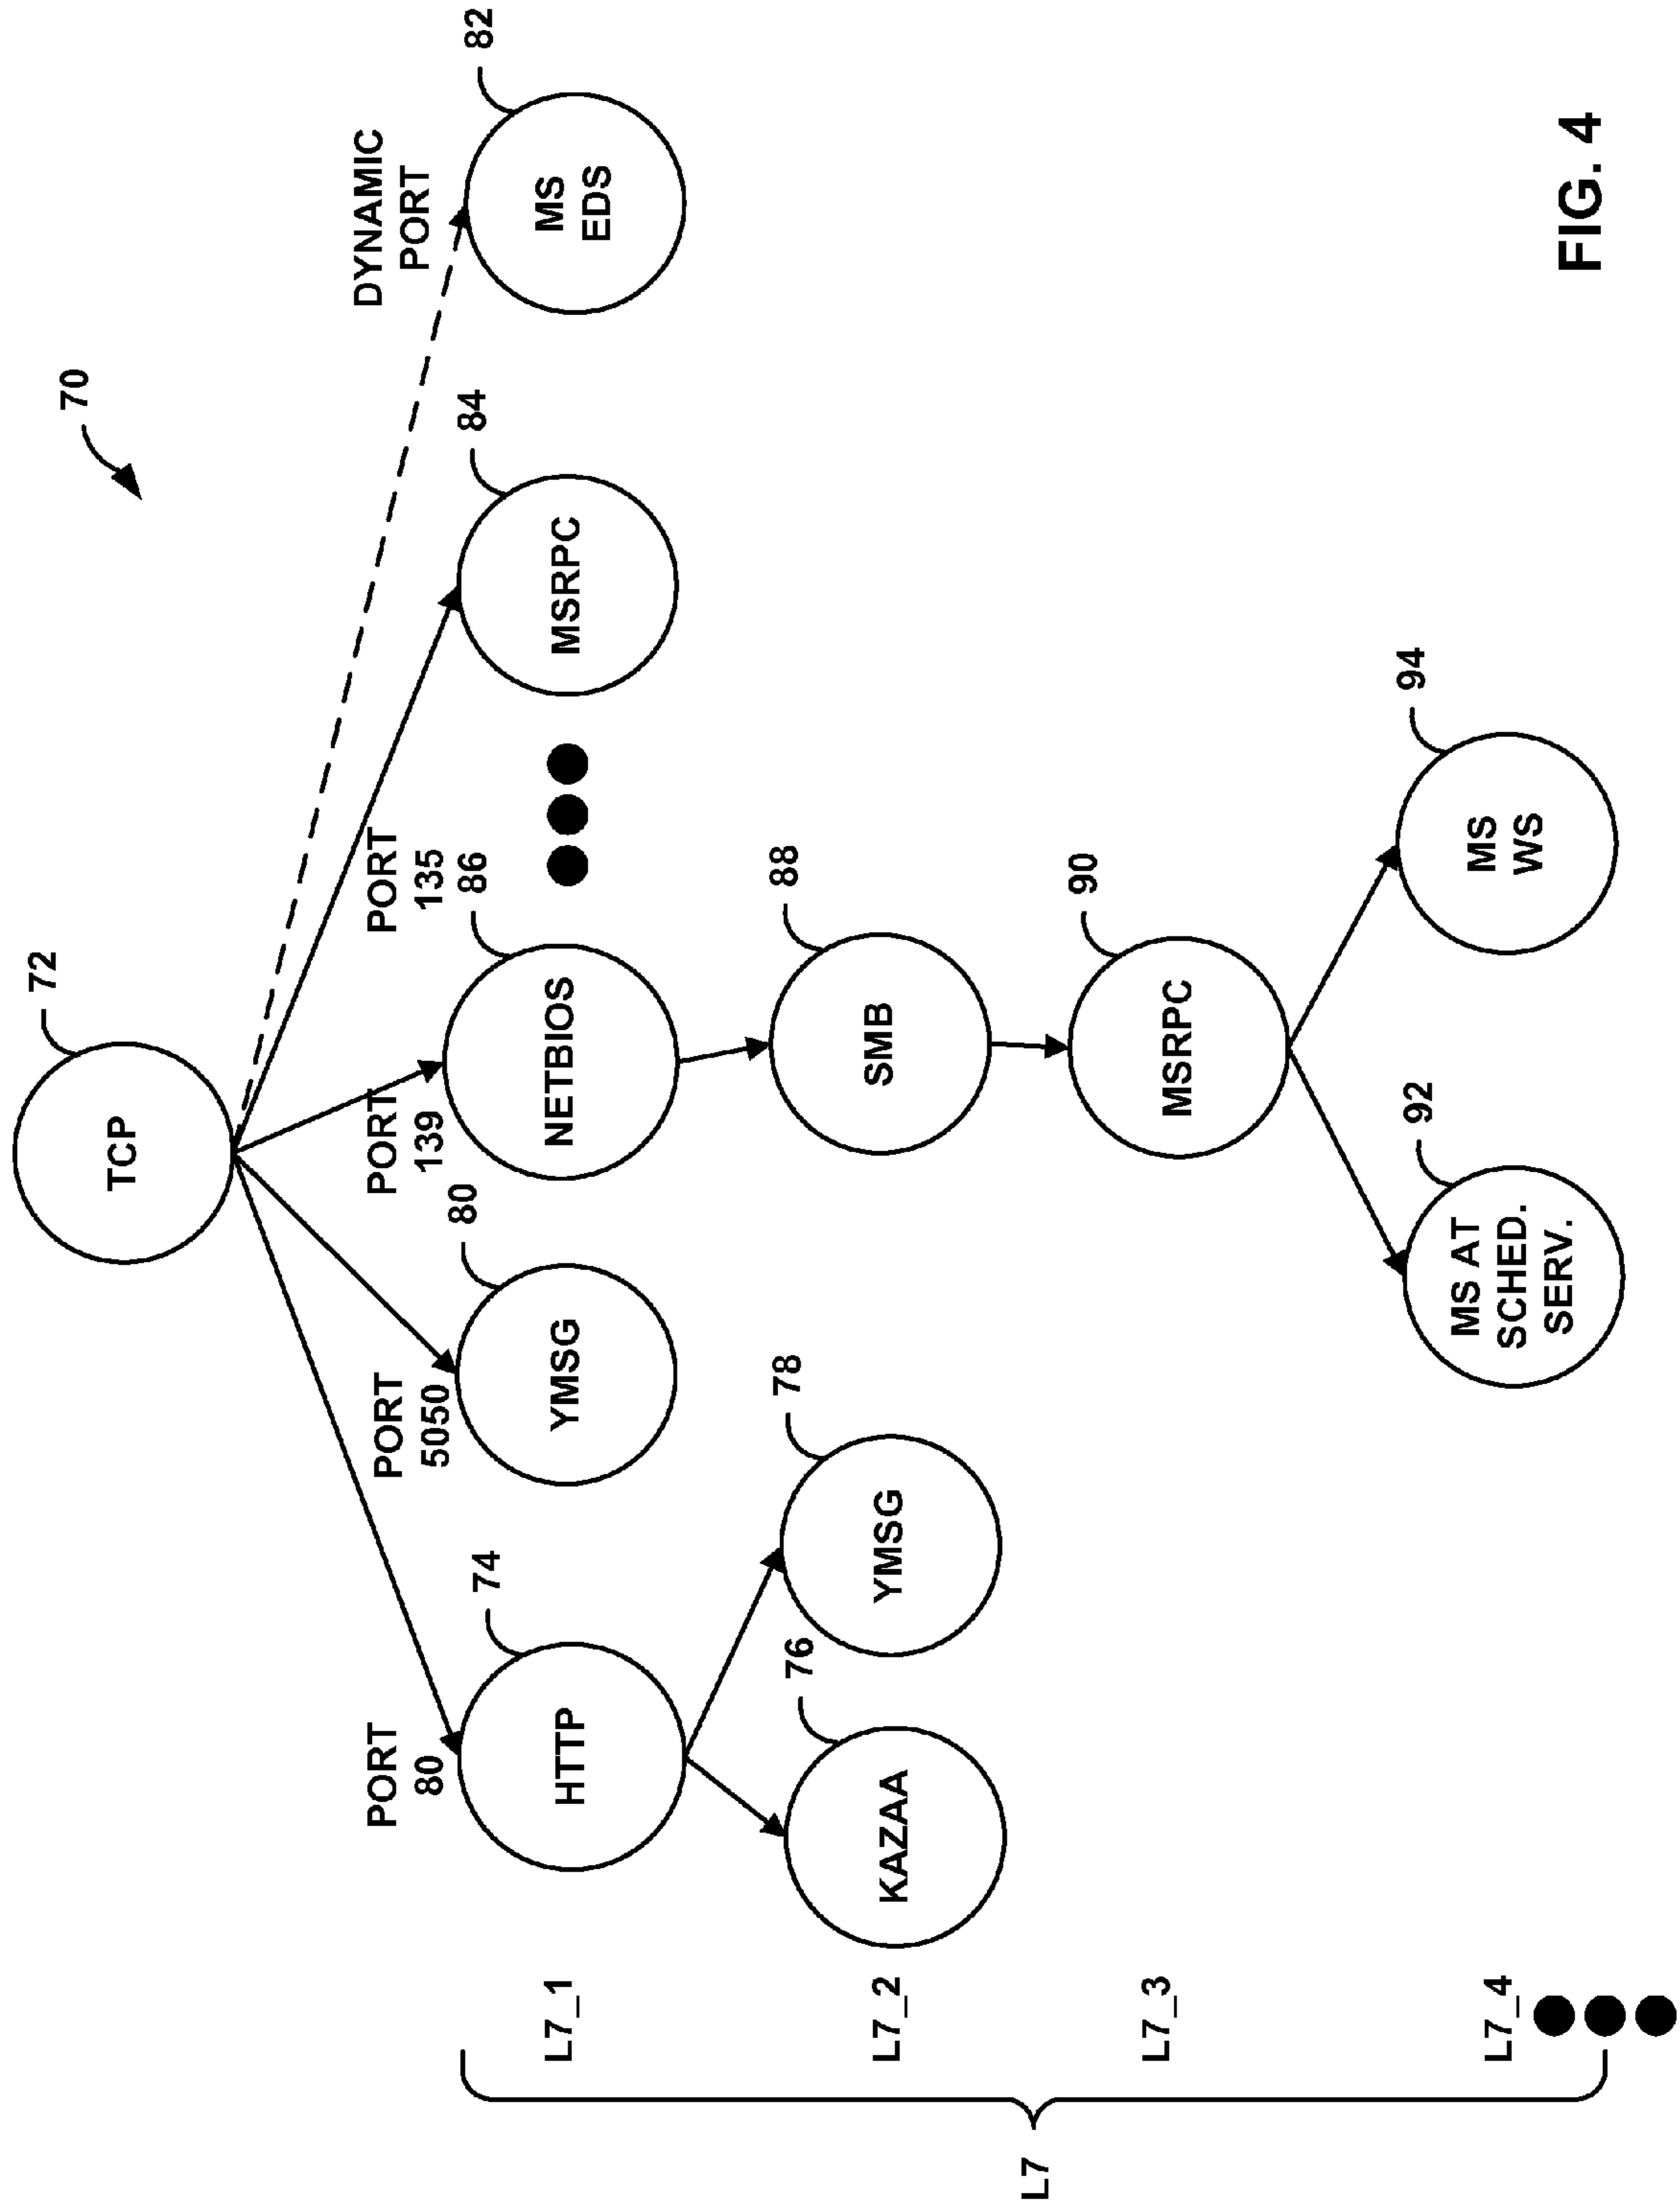 70
72
TCP
PORT
80
PORT
5050
PORT
139
PORT
135
DYNAMIC
PORT
74
80
86
84
82
L7_1
HTTP
YMSG
NETBIOS
MSRPC
MS
EDS
76
78
88
L7_2
KAZAA
YMSG
SMB
90
L7
L7_3
MSRPC
92
94
L7_4
MS AT
SCHED.
SERV.
MS
WS
FIG. 4